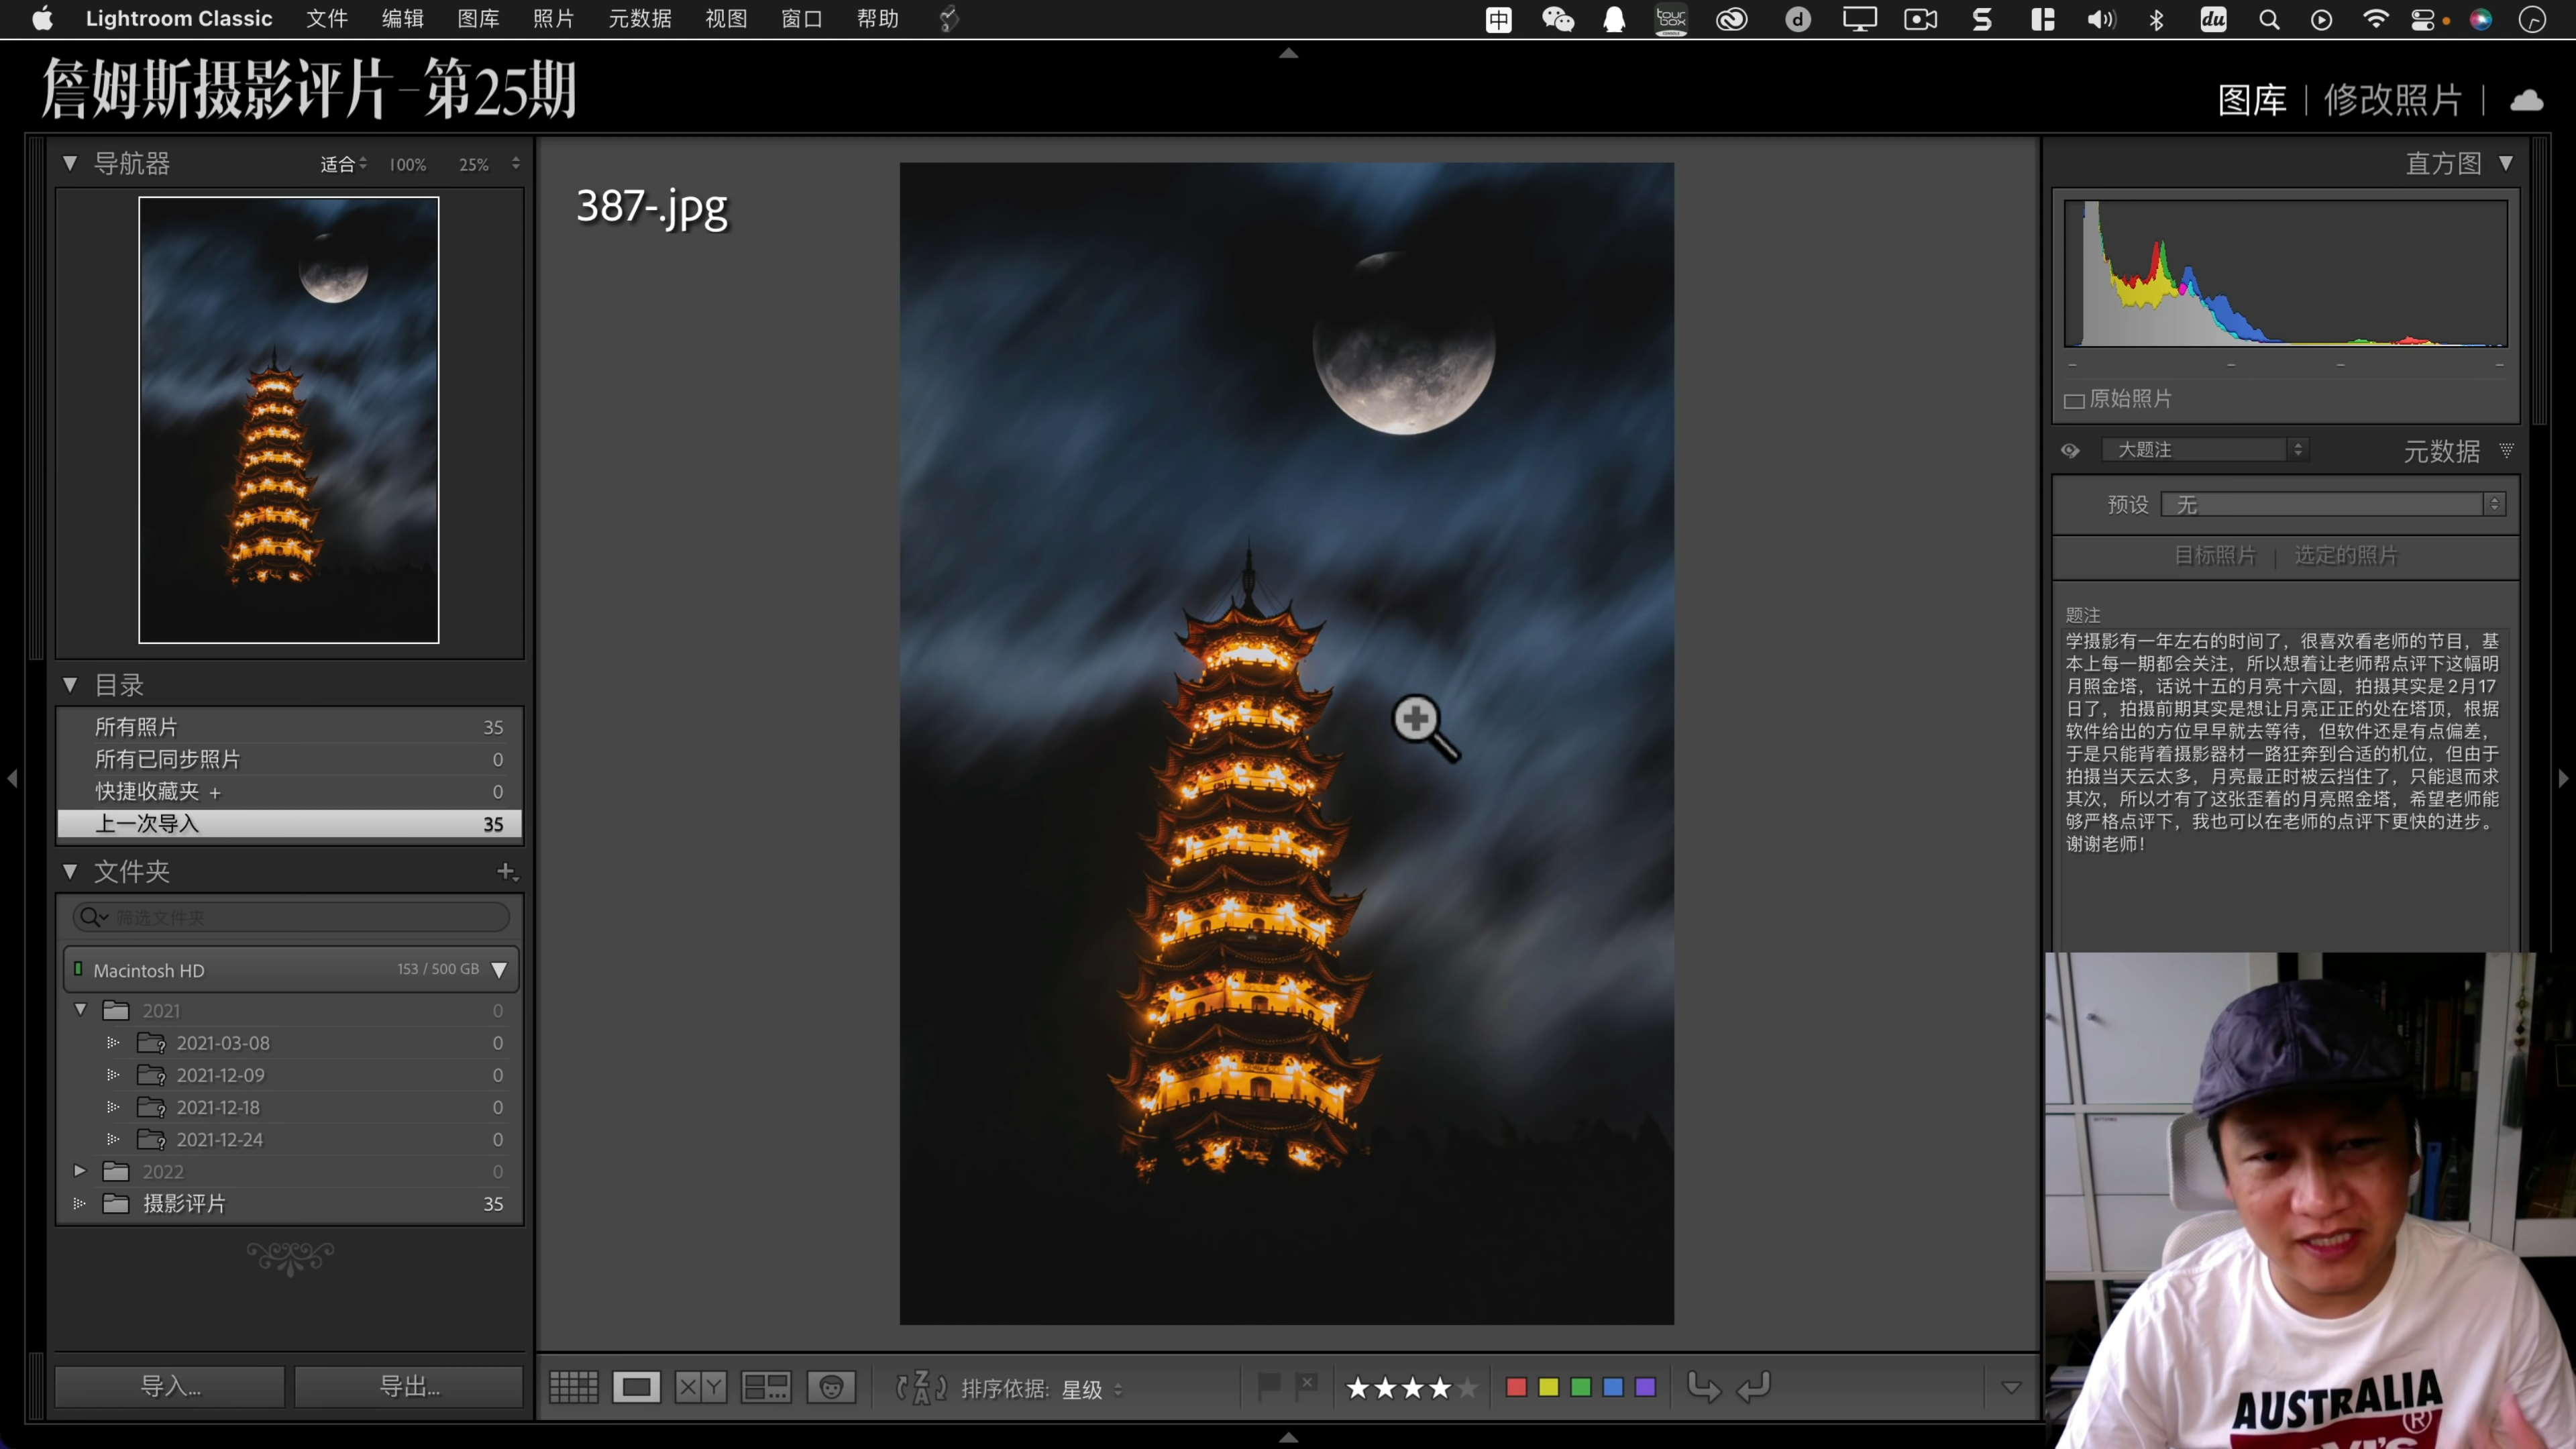 Lightroom Classic 文件 编辑 图库 照片 元数据 视图 窗口 帮助
中 tour box d du
詹姆斯摄影评片-第25期
图库 | 修改照片 |
导航器 适合 100% 25%
387-.jpg
直方图
原始照片
大题注 元数据
预设 无
目标照片 | 选定的照片
题注
学摄影有一年左右的时间了，很喜欢看老师的节目，基
本上每一期都会关注，所以想着让老师帮点评下这幅明
月照金塔，话说十五的月亮十六圆，拍摄其实是2月17
日了，拍摄前期其实是想让月亮正正的处在塔顶，根据
软件给出的方位早早就去等待，但软件还是有点偏差，
于是只能背着摄影器材一路狂奔到合适的机位，但由于
拍摄当天云太多，月亮最正时被云挡住了，只能退而求
其次，所以才有了这张歪着的月亮照金塔，希望老师能
够严格点评下，我也可以在老师的点评下更快的进步。
谢谢老师！
目录
所有照片 35
所有已同步照片 0
快捷收藏夹 + 0
上一次导入 35
文件夹
筛选文件夹
Macintosh HD 153 / 500 GB
2021 0
2021-03-08 0
2021-12-09 0
2021-12-18 0
2021-12-24 0
2022 0
摄影评片 35
导入... 导出...
XY
排序依据: 星级
AUSTRALIA